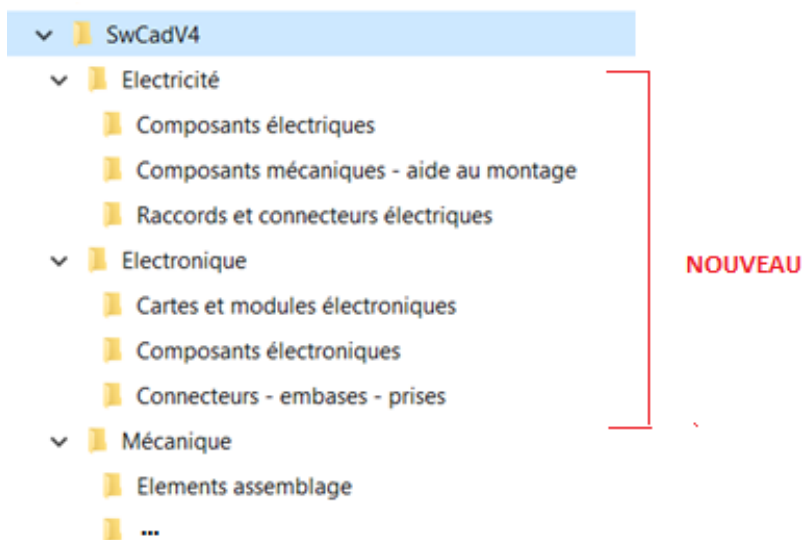 SwCadV4
Electricité
Composants électriques
Composants mécaniques - aide au montage
Raccords et connecteurs électriques
Electronique
NOUVEAU
Cartes et modules électroniques
Composants électroniques
Connecteurs - embases - prises
Mécanique
Elements assemblage
...